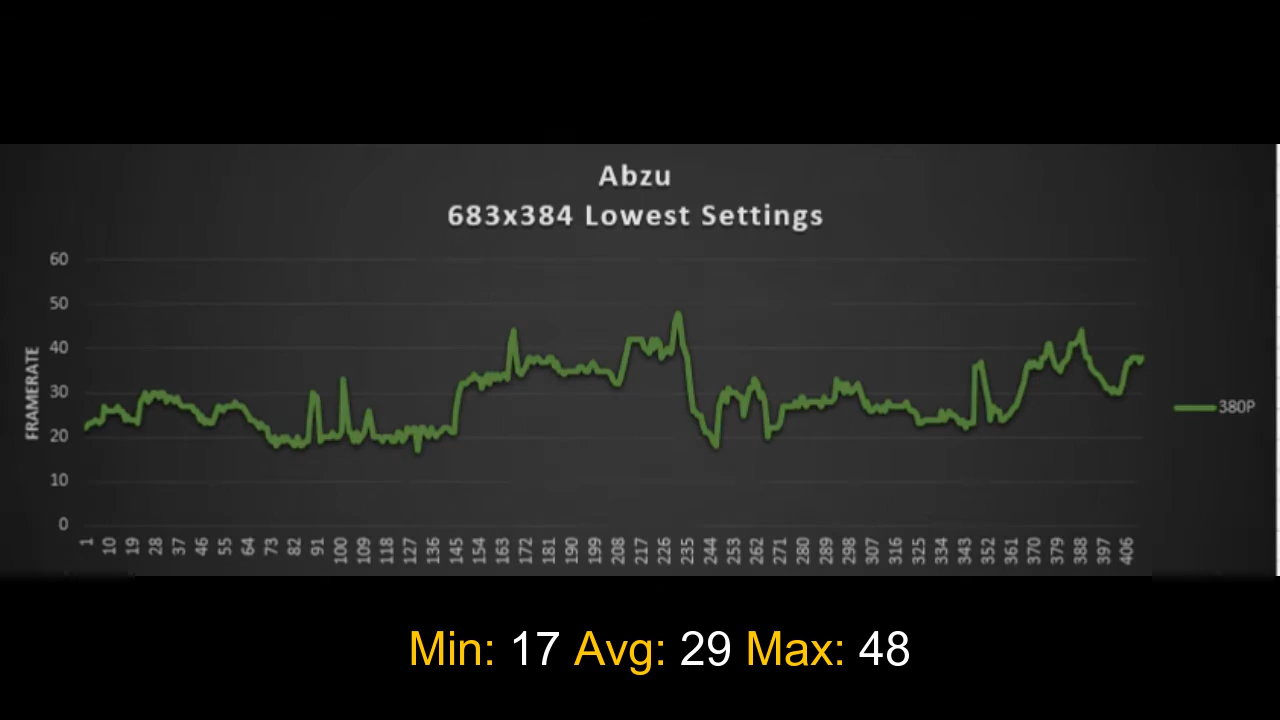 Abzu
683x384 Lowest Settings
60
50
40
30
20
10
0
FRAMERATE
1 10 19 28 37 46 55 64 73 82 91 100 109 118 127 136 145 154 163 172 181 190 199 208 217 226 235 244 253 262 271 280 289 298 307 316 325 334 343 352 361 370 379 388 397 406
380P
Min: 17 Avg: 29 Max: 48